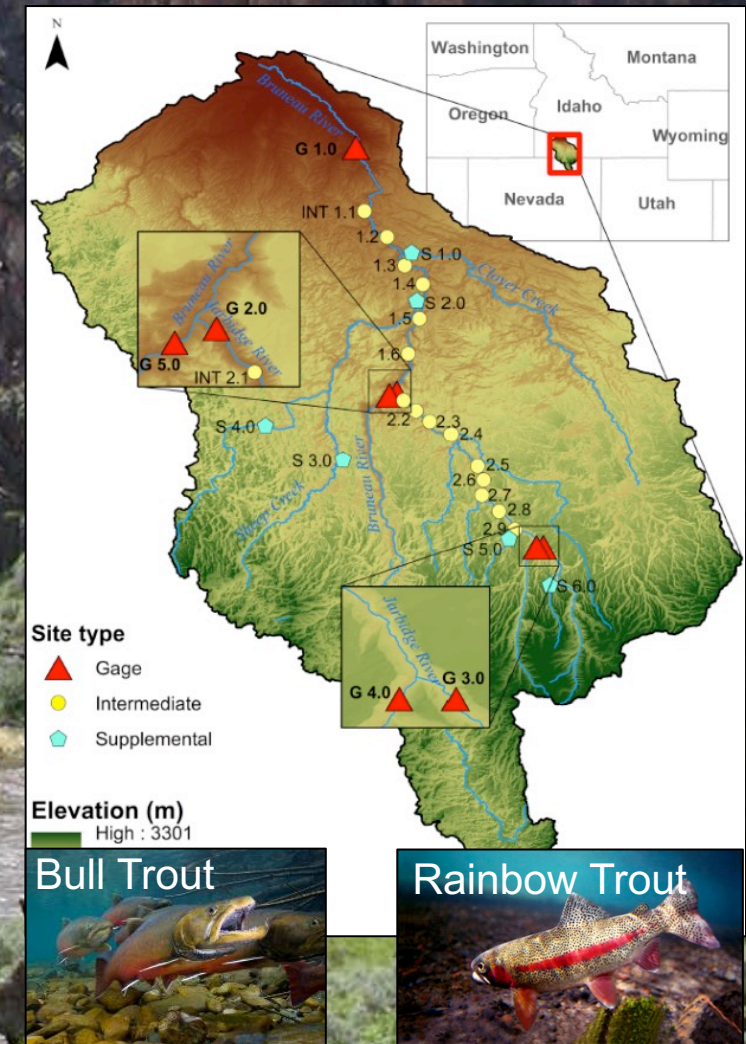 N
Washington
Montana
Oregon
Idaho
Wyoming
Nevada
Utah
Bruneau River
G 1.0
INT 1.1
1.2
S 1.0
1.3
Clover Creek
1.4
S 2.0
1.5
1.6
Bruneau River
G 2.0
Jarbidge River
G 5.0
INT 2.1
2.2
2.3
2.4
S 4.0
S 3.0
Bruneau River
2.5
2.6
2.7
2.8
2.9
S 5.0
S 6.0
Jarbidge River
G 4.0
G 3.0
Site type
Gage
Intermediate
Supplemental
Elevation (m)
High : 3301
Bull Trout
Rainbow Trout